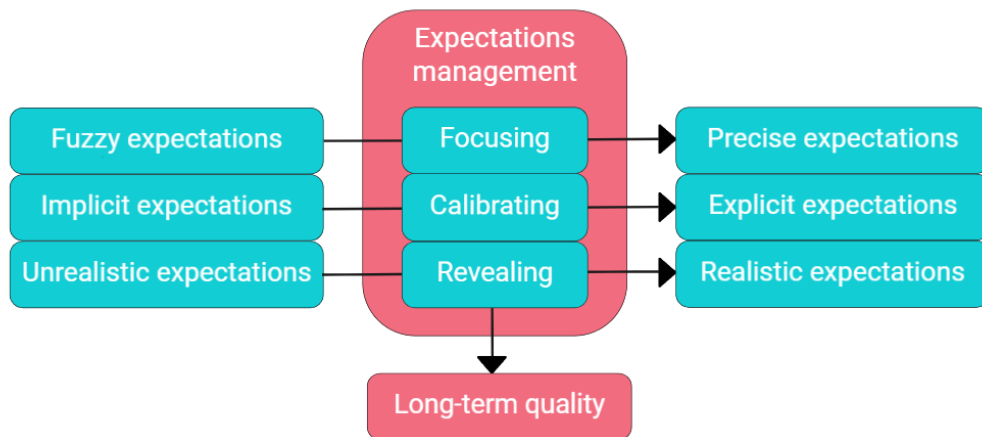 Expectations
management
Fuzzy expectations
Focusing
Precise expectations
Implicit expectations
Calibrating
Explicit expectations
Unrealistic expectations
Revealing
Realistic expectations
Long-term quality